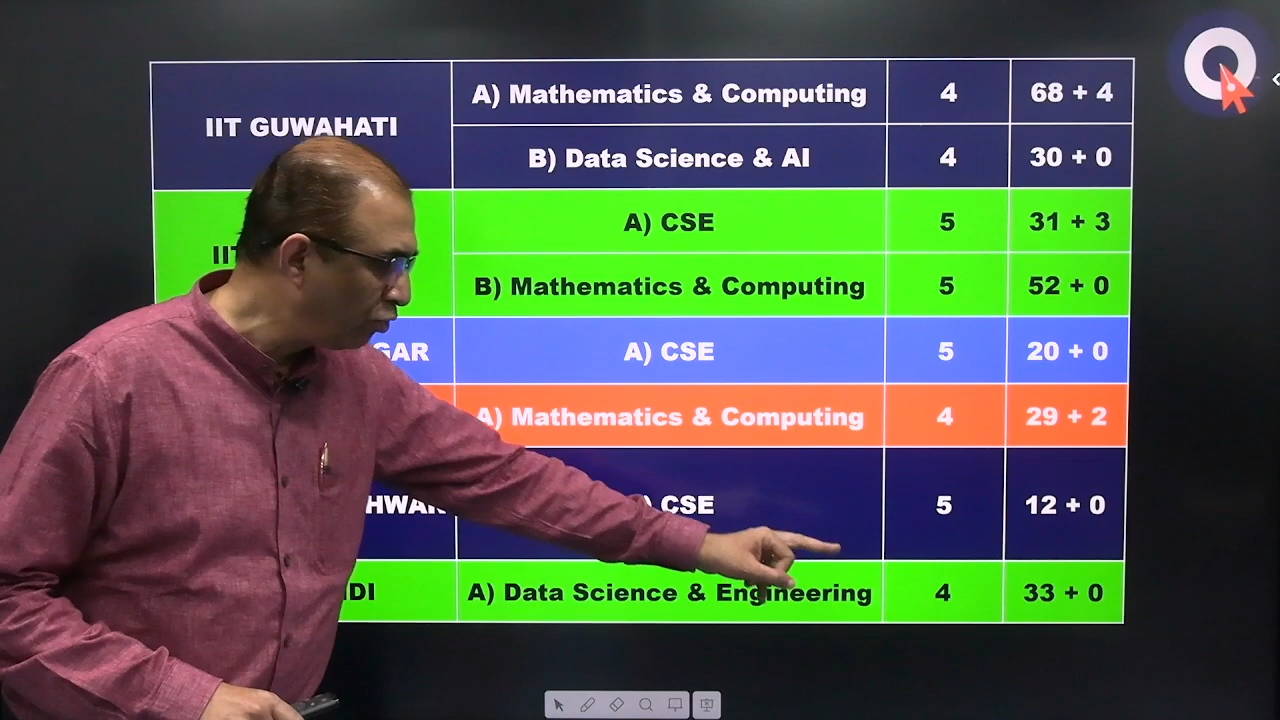 IIT GUWAHATI
A) Mathematics & Computing 4 68 + 4
B) Data Science & AI 4 30 + 0
A) CSE 5 31 + 3
B) Mathematics & Computing 5 52 + 0
A) CSE 5 20 + 0
A) Mathematics & Computing 4 29 + 2
CSE 5 12 + 0
A) Data Science & Engineering 4 33 + 0